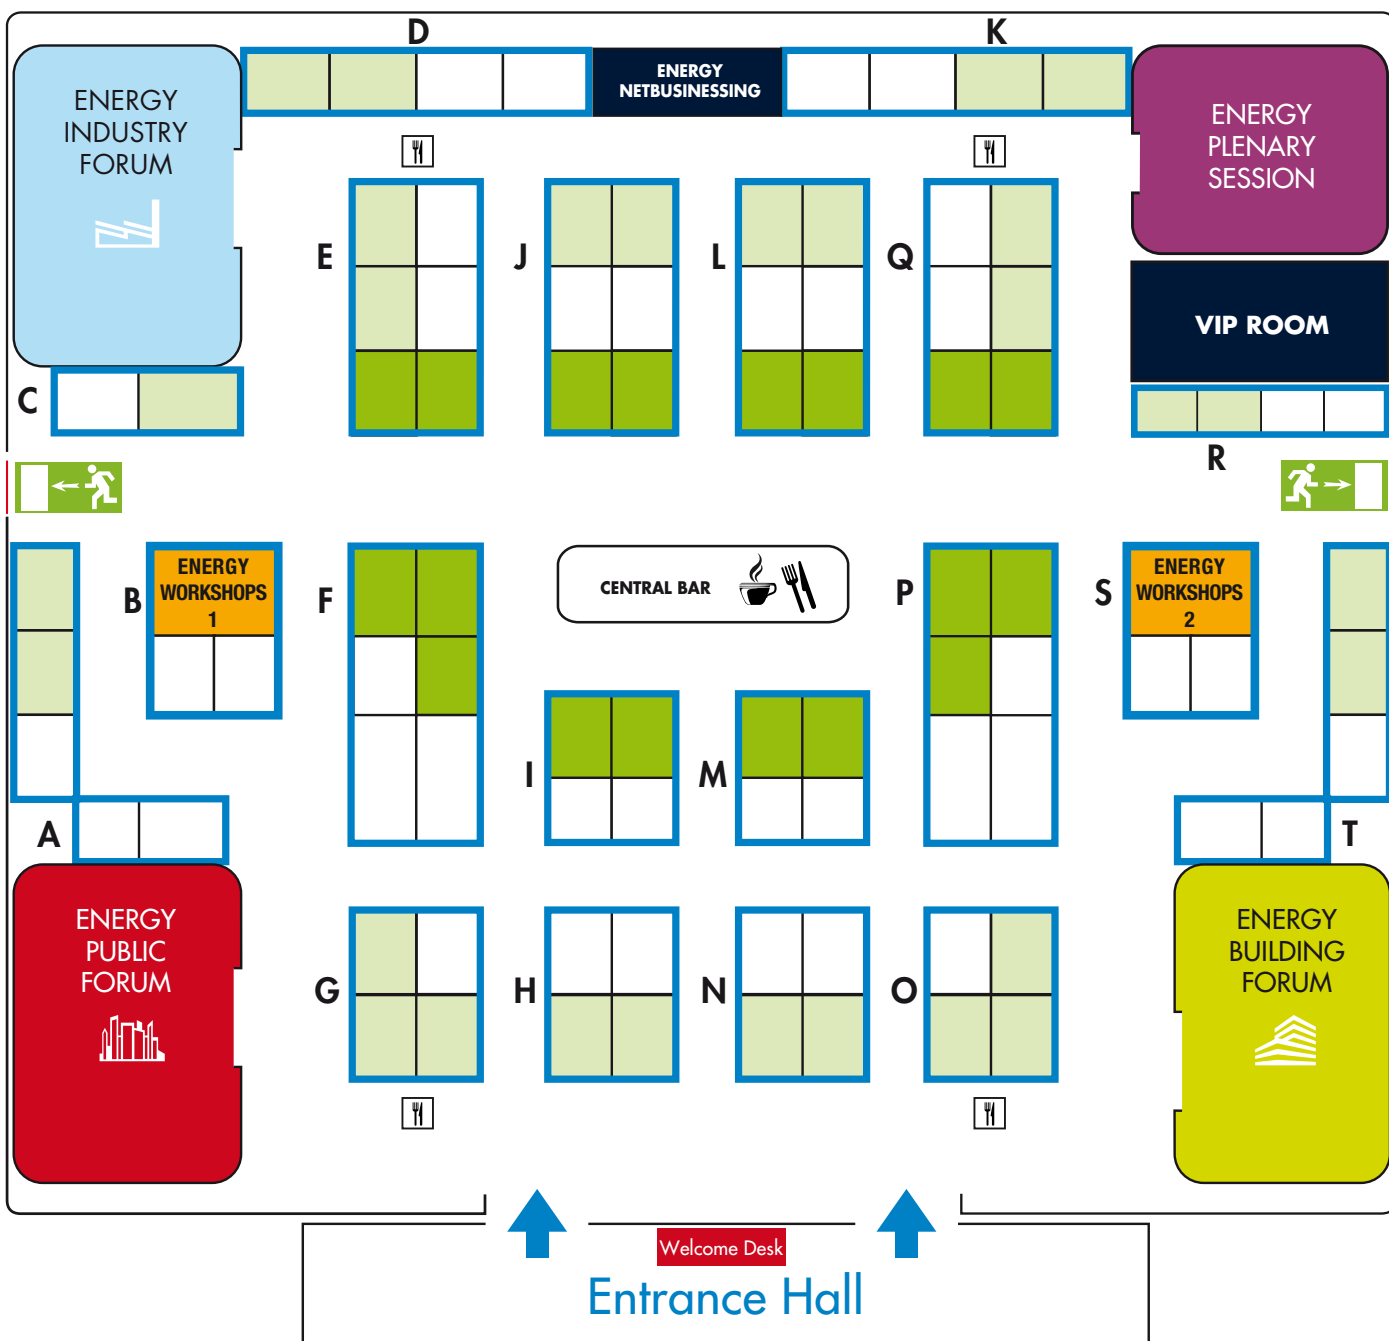 D
K
ENERGY
INDUSTRY
FORUM
ENERGY
NETBUSINESSING
ENERGY
PLENARY
SESSION
E
J
L
Q
VIP ROOM
C
R
B
ENERGY
WORKSHOPS
1
F
CENTRAL BAR
P
S
ENERGY
WORKSHOPS
2
I
M
A
T
ENERGY
PUBLIC
FORUM
ENERGY
BUILDING
FORUM
G
H
N
O
Welcome Desk
Entrance Hall